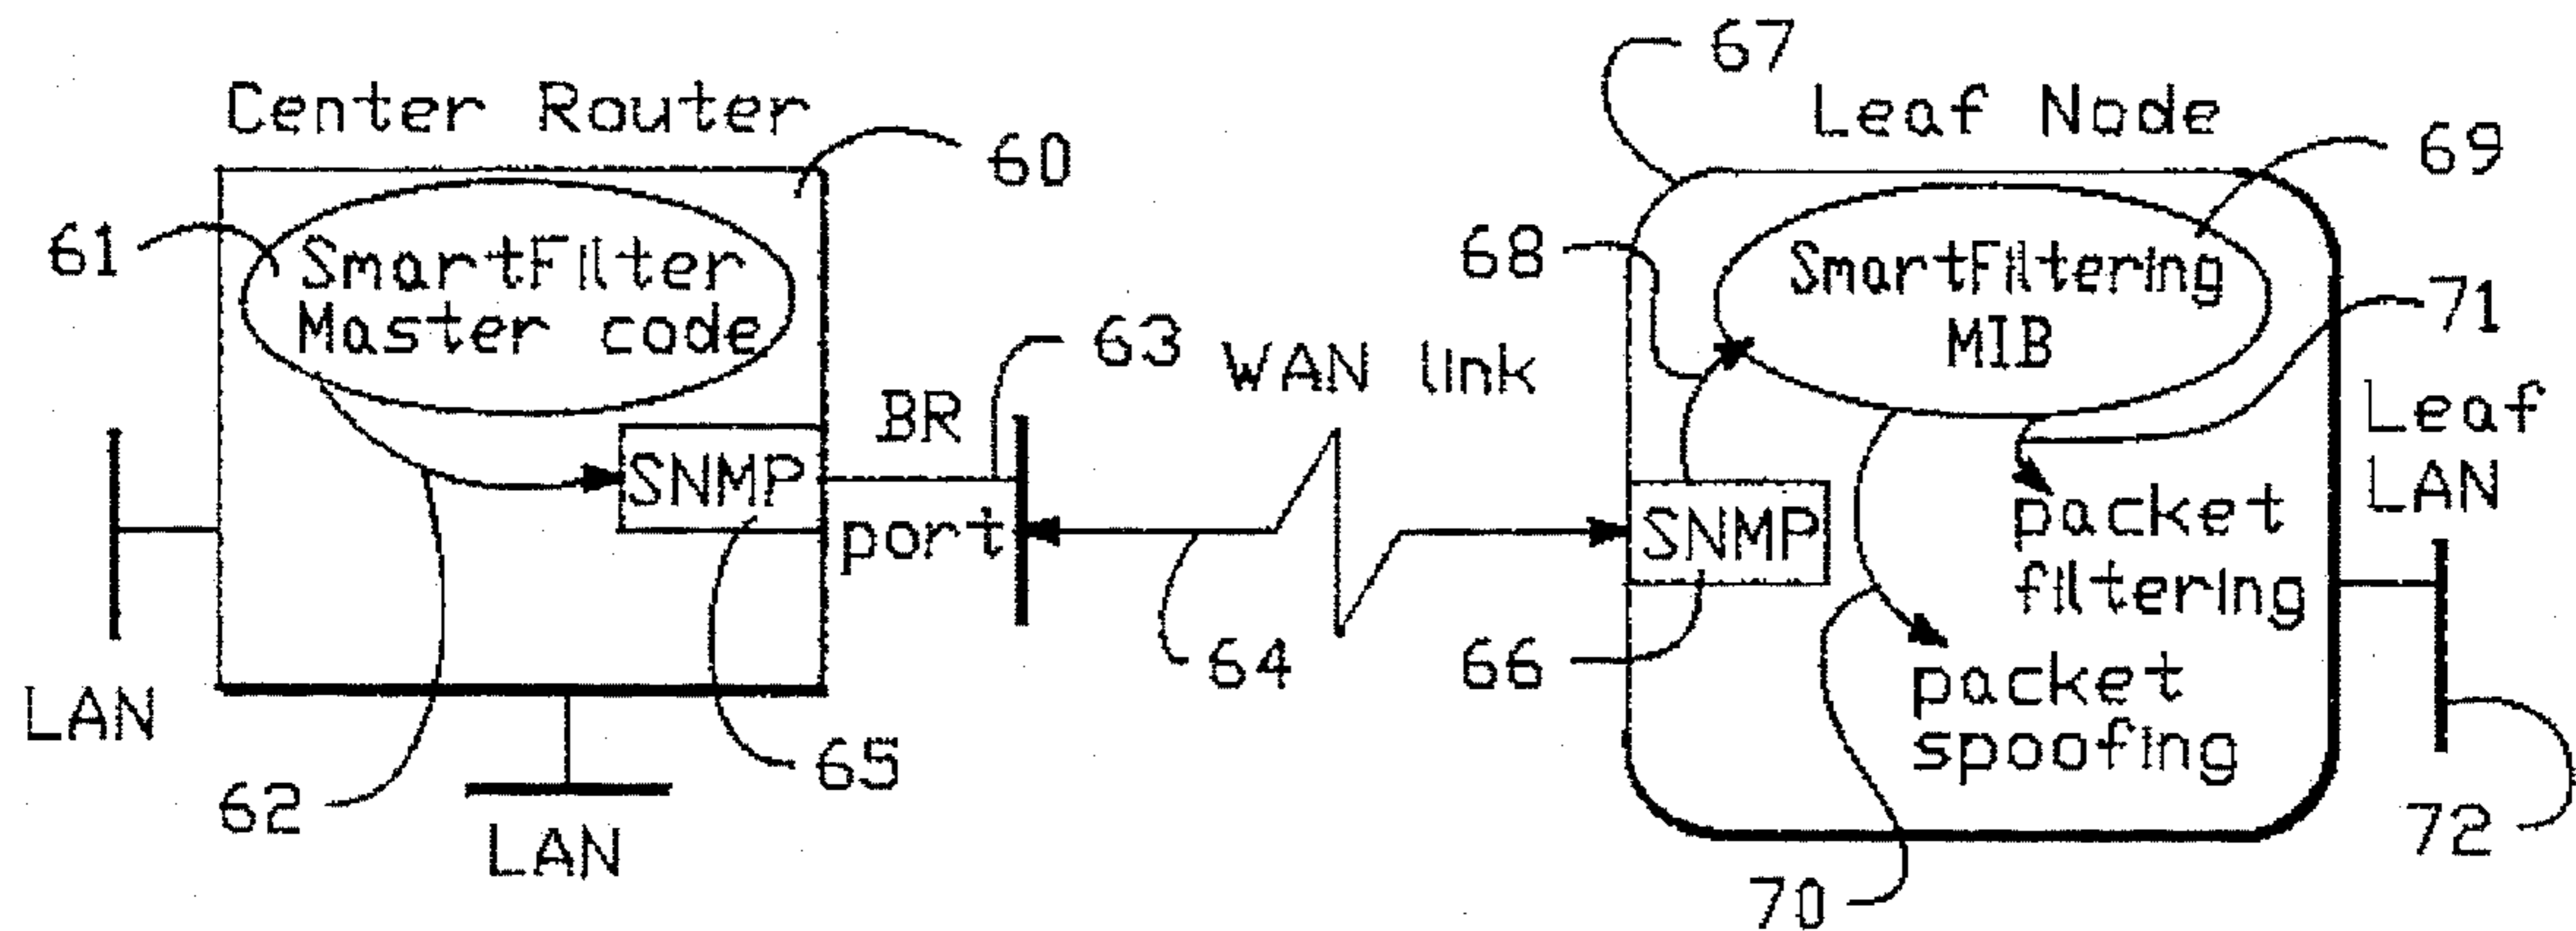 Center Router
60
61
SmartFilter
Master code
SNMP
62
65
LAN
LAN
BR
port
63
WAN link
64
Leaf Node
67
69
68
SmartFiltering
MIB
71
SNMP
66
packet
filtering
packet
spoofing
70
Leaf
LAN
72